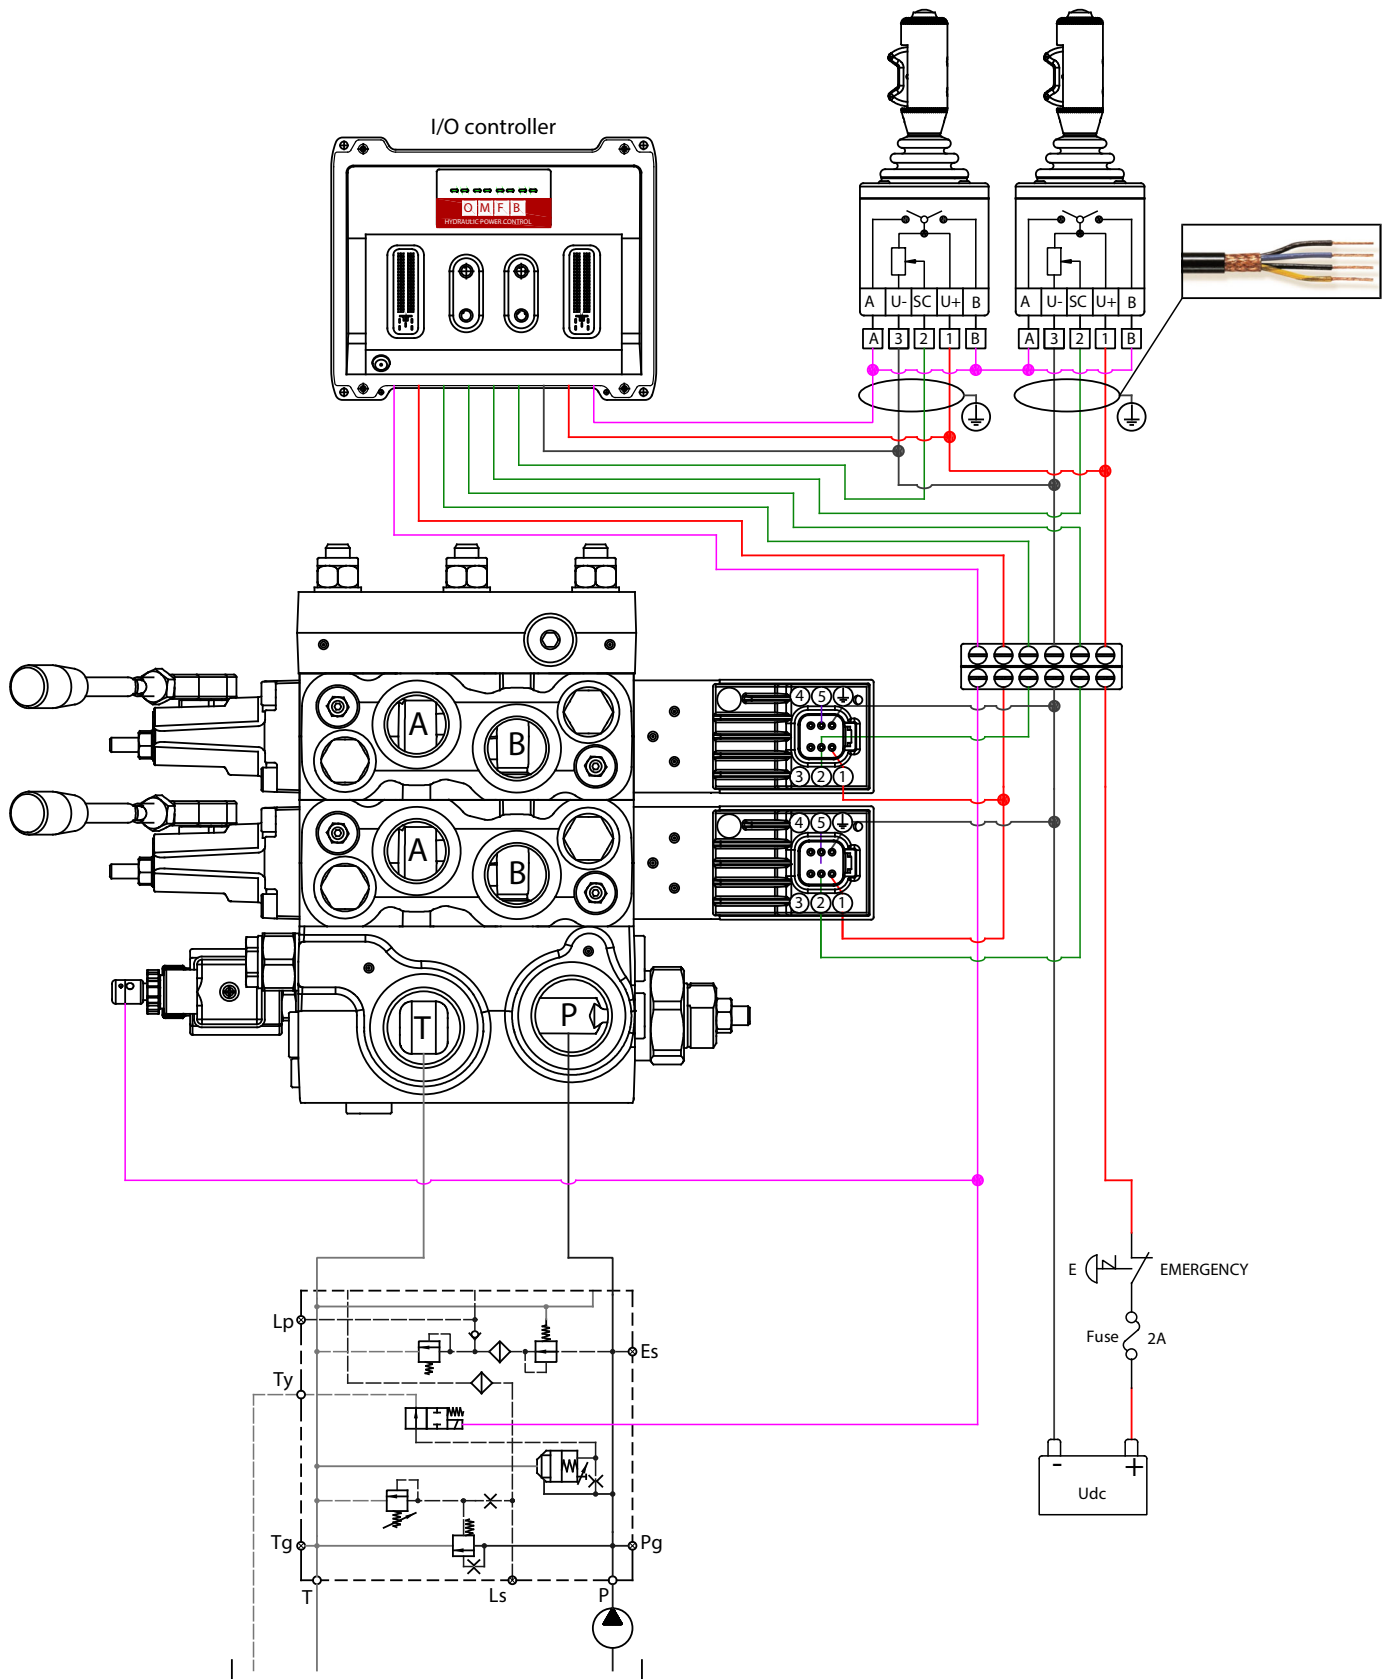 I/O controller
O M F B
HYDRAULIC POWER CONTROL
A U- SC U+ B
A U- SC U+ B
A 3 2 1 B
A 3 2 1 B
4 5
A
B
3 2 1
4 5
A
B
3 2 1
T
P
E EMERGENCY
Fuse 2A
Lp
Es
Ty
- +
Udc
Tg
Pg
T
Ls
P